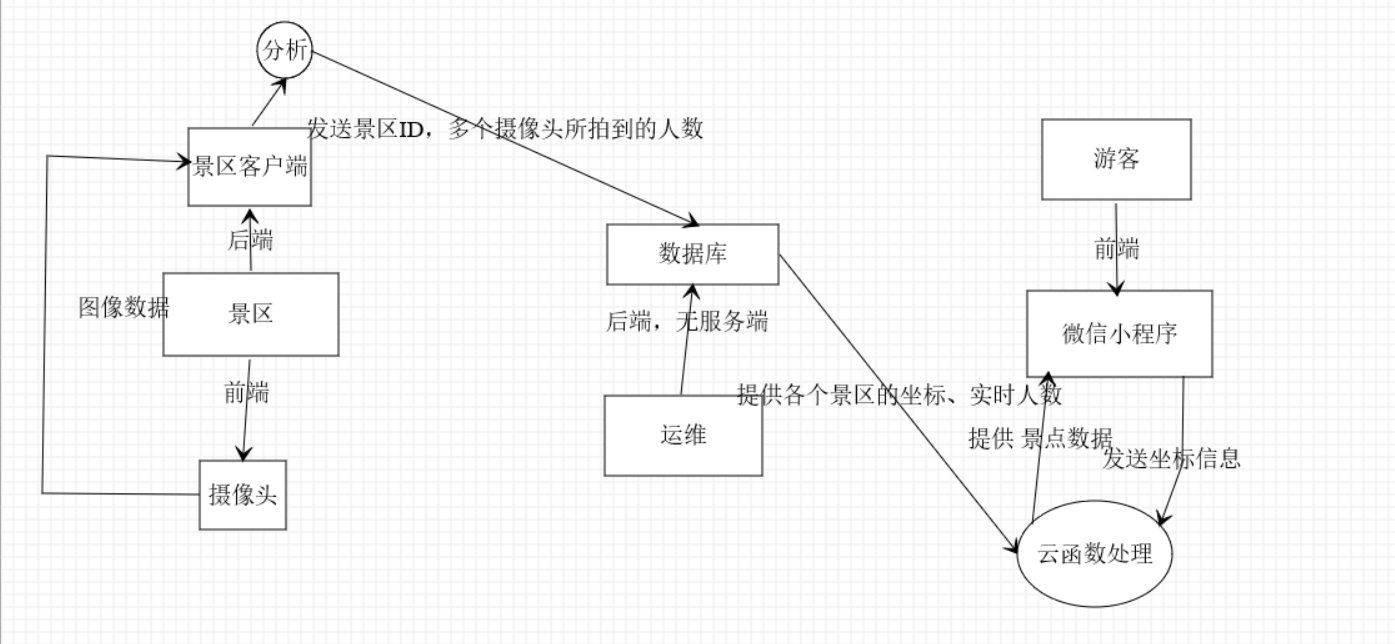 分析
发送景区ID，多个摄像头所拍到的人数
景区客户端
游客
后端
前端
数据库
图像数据
景区
后端，无服务端
微信小程序
前端
提供各个景区的坐标、实时人数
运维
提供 景点数据
发送坐标信息
摄像头
云函数处理